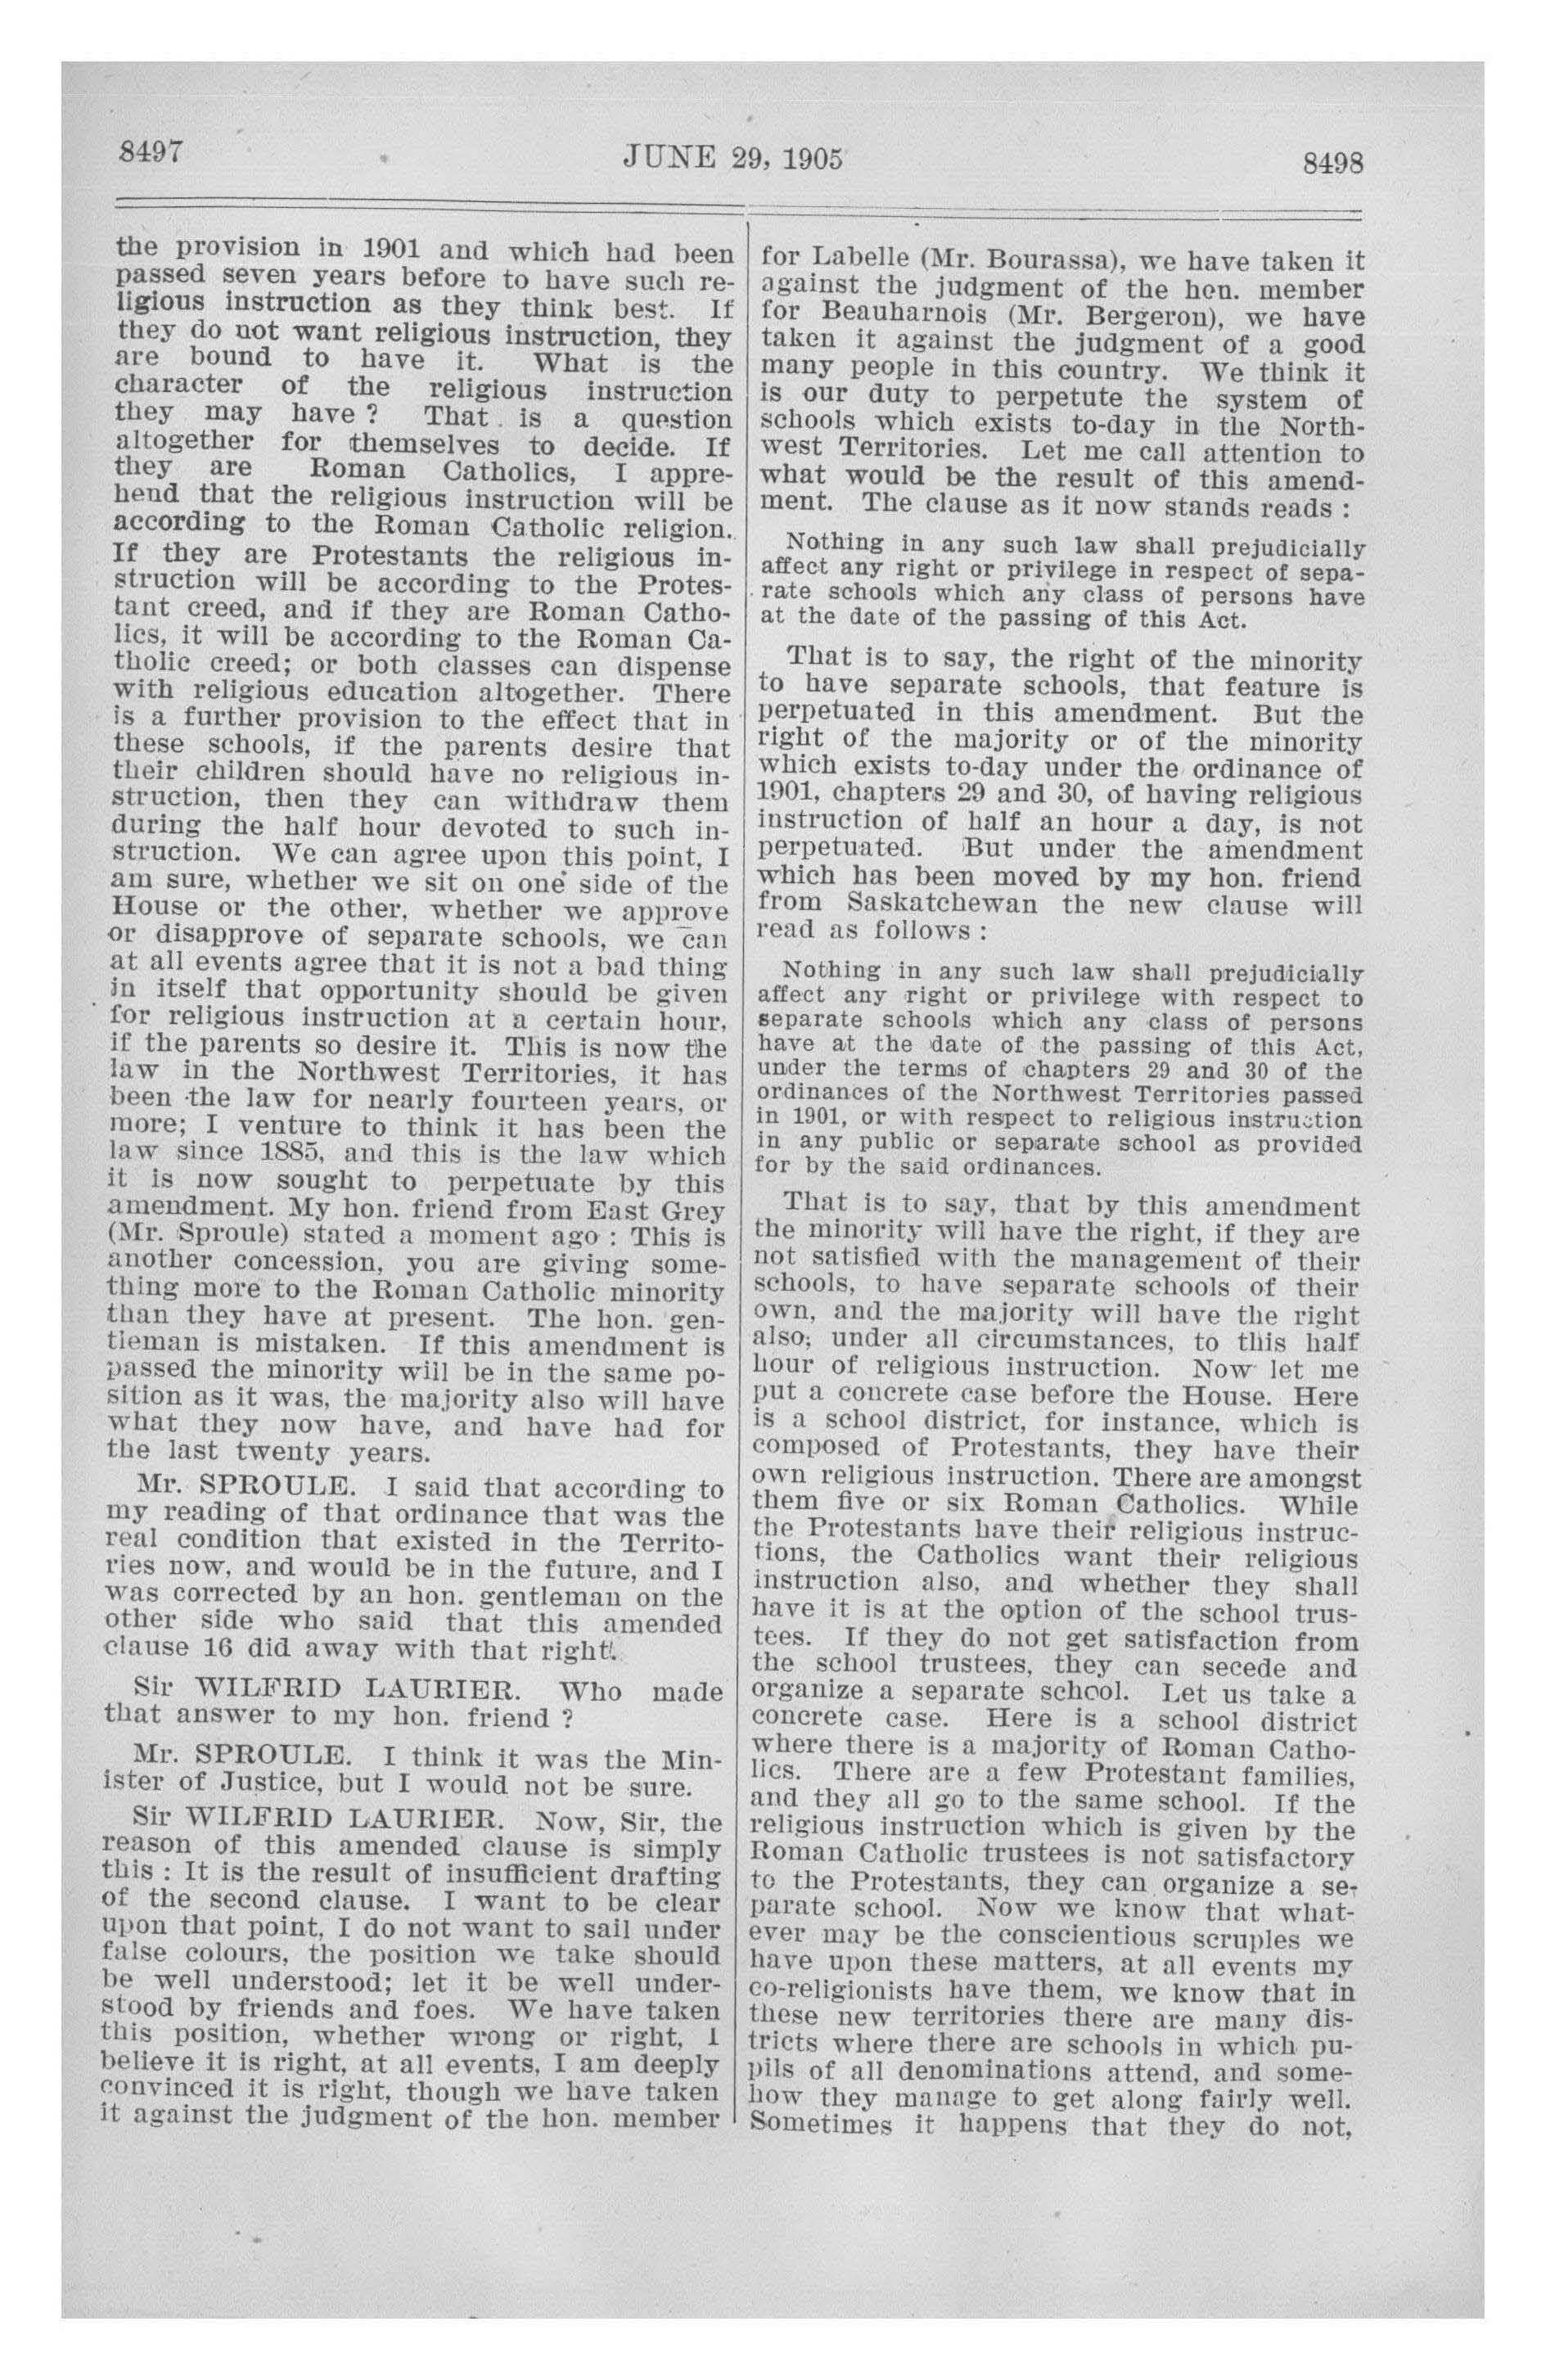 8497
JUNE 29, 1905
8498
the provision in 1901 and which had been
passed seven years before to have such re-
ligious instruction as they think best. If
they do not want religious instruction, they
are bound to have it. What is the
character of the religious instruction
they may have ? That is a question
altogether for themselves to decide. If
they are Roman Catholics, I appre-
hend that the religious instruction will be
according to the Roman Catholic religion.
If they are Protestants the religious in-
struction will be according to the Protes-
tant creed, and if they are Roman Catho-
lics, it will be according to the Roman Ca-
tholic creed; or both classes can dispense
with religious education altogether. There
is a further provision to the effect that in
these schools, if the parents desire that
their children should have no religious in-
struction, then they can withdraw them
during the half hour devoted to such in-
struction. We can agree upon this point, I
am sure, whether we sit on one side of the
House or the other, whether we approve
or disapprove of separate schools, we can
at all events agree that it is not a bad thing
in itself that opportunity should be given
for religious instruction at a certain hour,
if the parents so desire it. This is now the
law in the Northwest Territories, it has
been the law for nearly fourteen years, or
more; I venture to think it has been the
law since 1885, and this is the law which
it is now sought to perpetuate by this
amendment. My hon. friend from East Grey
(Mr. Sproule) stated a moment ago : This is
another concession, you are giving some-
thing more to the Roman Catholic minority
than they have at present. The hon. gen-
tleman is mistaken. If this amendment is
passed the minority will be in the same po-
sition as it was, the majority also will have
what they now have, and have had for
the last twenty years.
Mr. SPROULE. I said that according to
my reading of that ordinance that was the
real condition that existed in the Territo-
ries now, and would be in the future, and I
was corrected by an hon. gentleman on the
other side who said that this amended
clause 16 did away with that right.
Sir WILFRID LAURIER. Who made
that answer to my hon. friend ?
Mr. SPROULE. I think it was the Min-
ister of Justice, but I would not be sure.
Sir WILFRID LAURIER. Now, Sir, the
reason of this amended clause is simply
this : It is the result of insufficient drafting
of the second clause. I want to be clear
upon that point, I do not want to sail under
false colours, the position we take should
be well understood; let it be well under-
stood by friends and foes. We have taken
this position, whether wrong or right, I
believe it is right, at all events, I am deeply
convinced it is right, though we have taken
it against the judgment of the hon. member
for Labelle (Mr. Bourassa), we have taken it
against the judgment of the hon. member
for Beauharnois (Mr. Bergeron), we have
taken it against the judgment of a good
many people in this country. We think it
is our duty to perpetute the system of
schools which exists to-day in the North-
west Territories. Let me call attention to
what would be the result of this amend-
ment. The clause as it now stands reads :
Nothing in any such law shall prejudicially
affect any right or privilege in respect of sepa-
rate schools which any class of persons have
at the date of the passing of this Act.
That is to say, the right of the minority
to have separate schools, that feature is
perpetuated in this amendment. But the
right of the majority or of the minority
which exists to-day under the ordinance of
1901, chapters 29 and 30, of having religious
instruction of half an hour a day, is not
perpetuated. But under the amendment
which has been moved by my hon. friend
from Saskatchewan the new clause will
read as follows :
Nothing in any such law shall prejudicially
affect any right or privilege with respect to
separate schools which any class of persons
have at the date of the passing of this Act,
under the terms of chapters 29 and 30 of the
ordinances of the Northwest Territories passed
in 1901, or with respect to religious instruction
in any public or separate school as provided
for by the said ordinances.
That is to say, that by this amendment
the minority will have the right, if they are
not satisfied with the management of their
schools, to have separate schools of their
own, and the majority will have the right
also, under all circumstances, to this half
hour of religious instruction. Now let me
put a concrete case before the House. Here
is a school district, for instance, which is
composed of Protestants, they have their
own religious instruction. There are amongst
them five or six Roman Catholics. While
the Protestants have their religious instruc-
tions, the Catholics want their religious
instruction also, and whether they shall
have it is at the option of the school trus-
tees. If they do not get satisfaction from
the school trustees, they can secede and
organize a separate school. Let us take a
concrete case. Here is a school district
where there is a majority of Roman Catho-
lics. There are a few Protestant families,
and they all go to the same school. If the
religious instruction which is given by the
Roman Catholic trustees is not satisfactory
to the Protestants, they can organize a se-
parate school. Now we know that what-
ever may be the conscientious scruples we
have upon these matters, at all events my
co-religionists have them, we know that in
these new territories there are many dis-
tricts where there are schools in which pu-
pils of all denominations attend, and some-
how they manage to get along fairly well.
Sometimes it happens that they do not,